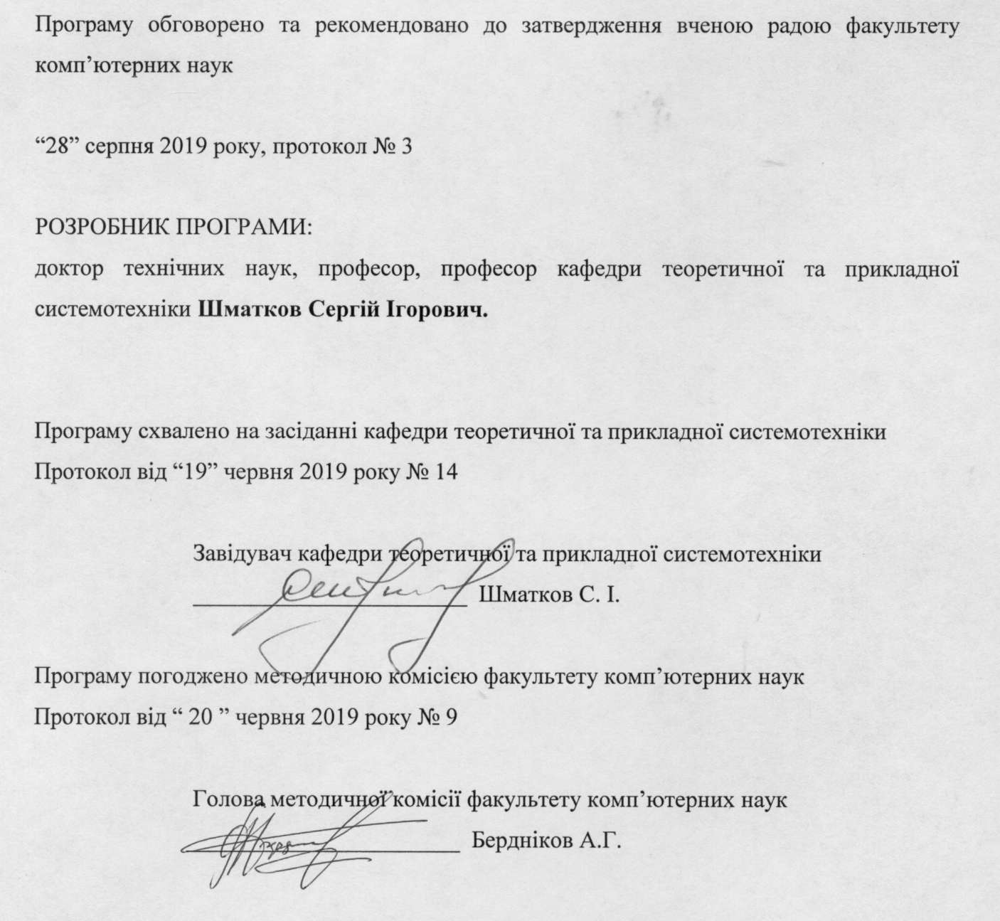 Програму обговорено та рекомендовано до затвердження вченою радою факультету
комп’ютерних наук
“28” серпня 2019 року, протокол № 3
РОЗРОБНИК ПРОГРАМИ:
доктор технічних наук, професор, професор кафедри теоретичної та прикладної
системотехніки Шматков Сергій Ігорович.
Програму схвалено на засіданні кафедри теоретичної та прикладної системотехніки
Протокол від “19” червня 2019 року № 14
Завідувач кафедри теоретичної та прикладної системотехніки
Шматков С. І.
Програму погоджено методичною комісією факультету комп’ютерних наук
Протокол від “ 20 ” червня 2019 року № 9
Голова методичної комісії факультету комп’ютерних наук
Бердніков А.Г.